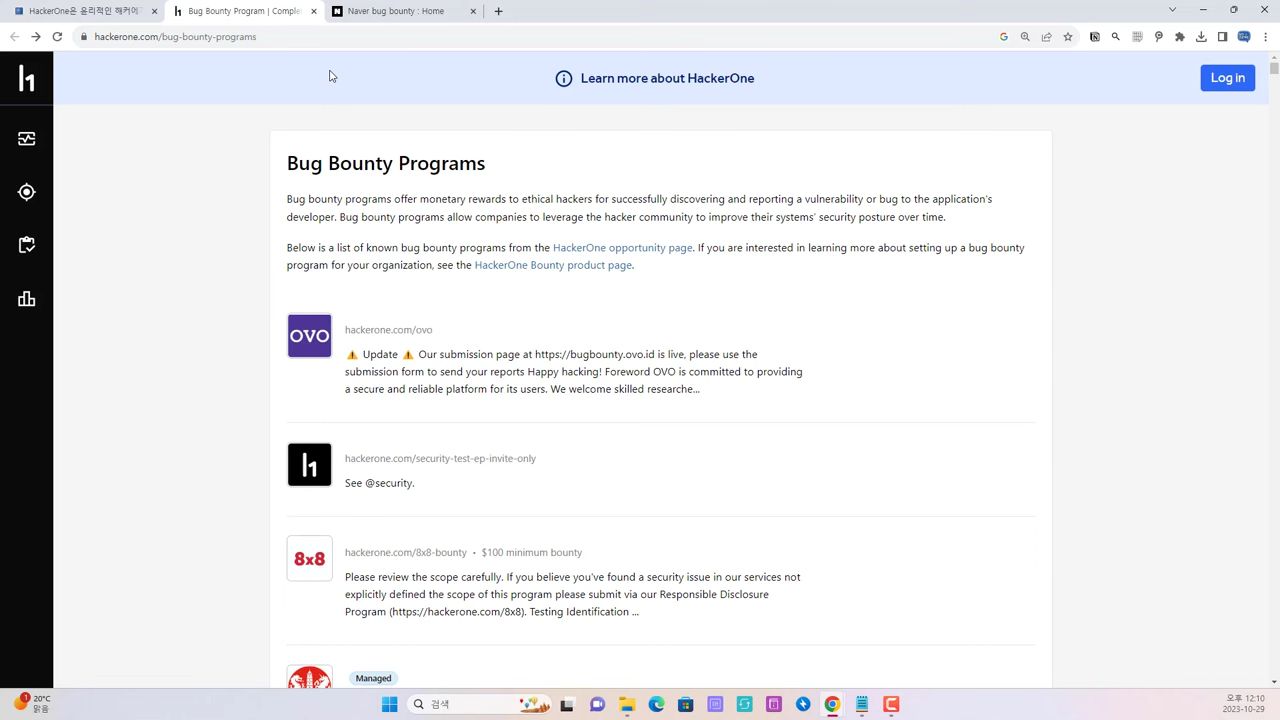 HackerOne은 윤리적인 해커이기
Bug Bounty Program | Comple
Naver bug bounty : Home
hackerone.com/bug-bounty-programs
Learn more about HackerOne
Log in
Bug Bounty Programs
Bug bounty programs offer monetary rewards to ethical hackers for successfully discovering and reporting a vulnerability or bug to the application's
developer. Bug bounty programs allow companies to leverage the hacker community to improve their systems' security posture over time.
Below is a list of known bug bounty programs from the HackerOne opportunity page. If you are interested in learning more about setting up a bug bounty
program for your organization, see the HackerOne Bounty product page.
OVO
hackerone.com/ovo
⚠️ Update ⚠️ Our submission page at https://bugbounty.ovo.id is live, please use the
submission form to send your reports Happy hacking! Foreword OVO is committed to providing
a secure and reliable platform for its users. We welcome skilled researche...
hackerone.com/security-test-ep-invite-only
See @security.
8x8
hackerone.com/8x8-bounty • $100 minimum bounty
Please review the scope carefully. If you believe you've found a security issue in our services not
explicitly defined the scope of this program please submit via our Responsible Disclosure
Program (https://hackerone.com/8x8). Testing Identification ...
Managed
1
20°C
맑음
검색
오후 12:10
2023-10-29